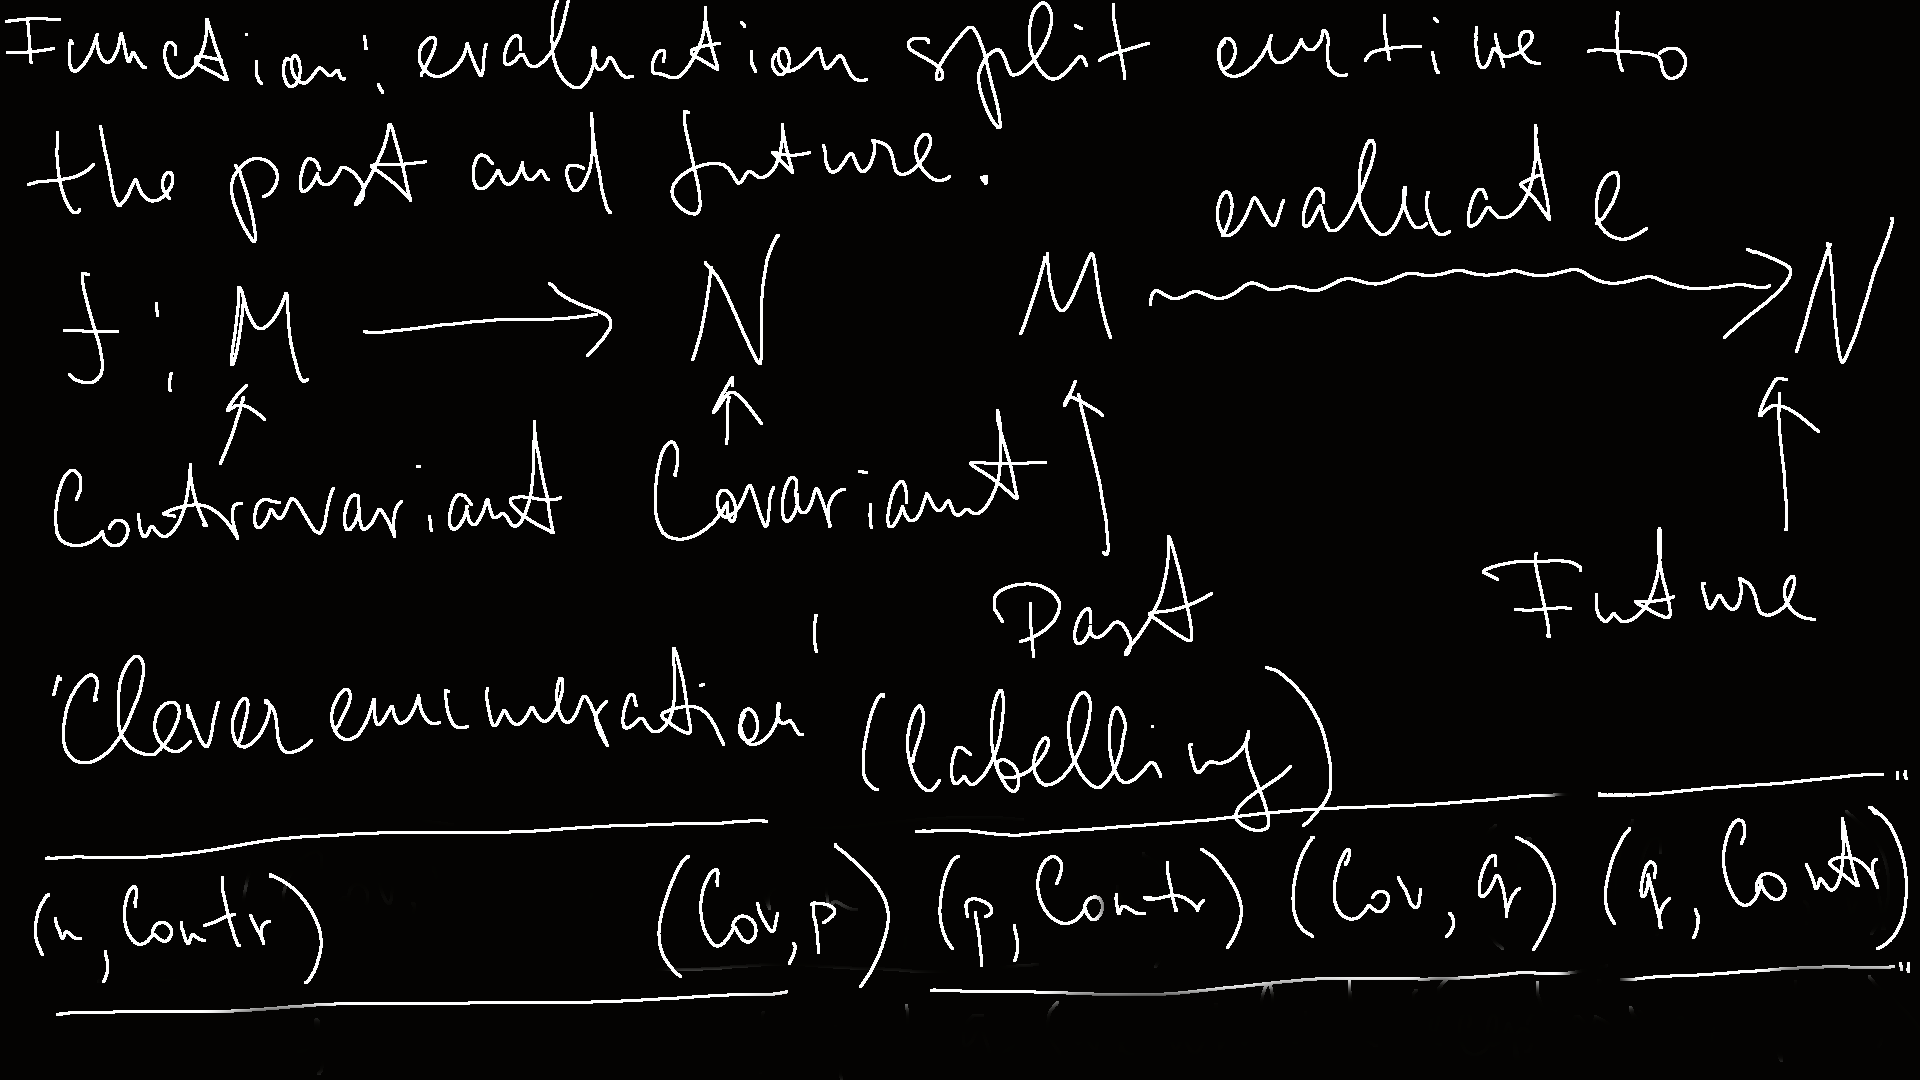 Function: evaluation split entire to
the past and future.
evaluate
f: M → N M ⇝ N
Contravariant Covariant
Past Future
'Clever enumeration' (labelling)
(n, Contr) (Cov, p) (p, Contr) (Cov, q) (q, Contr)